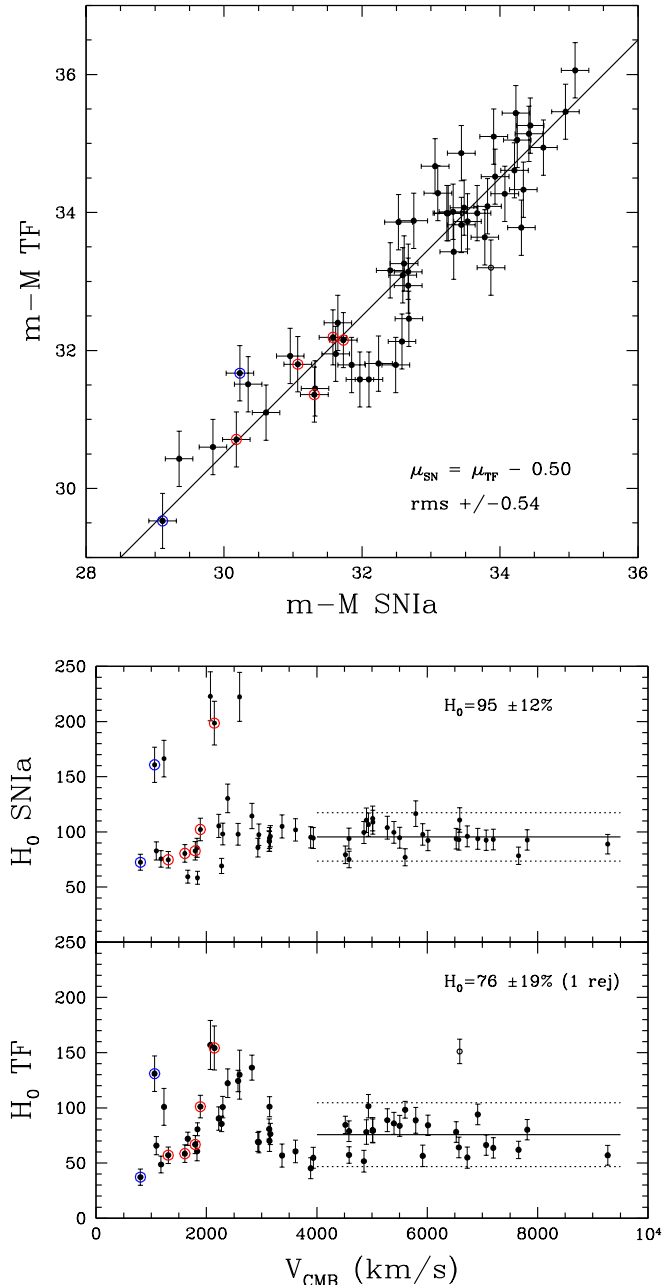 36
34
32
30
m−M TF
μSN = μTF − 0.50
rms +/−0.54
28 30 32 34 36
m−M SNIa
250
200
150
100
50
H0 SNIa
H0=95 ±12%
250
200
150
100
50
0
H0 TF
H0=76 ±19% (1 rej)
0 2000 4000 6000 8000 10⁴
VCMB (km/s)